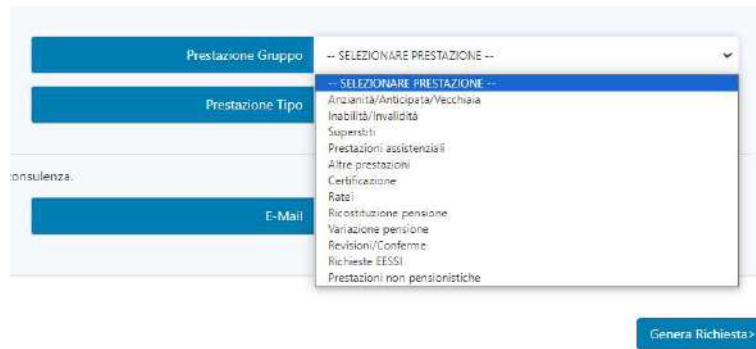 Prestazione Gruppo
-- SELEZIONARE PRESTAZIONE --
-- SELEZIONARE PRESTAZIONE --
Anzianità/Anticipata/Vecchiaia
Prestazione Tipo
Inabilità/Invalidità
Superstiti
Prestazioni assistenziali
Altre prestazioni
onsulenza.
Certificazione
Ratei
E-Mail
Ricostituzione pensione
Variazione pensione
Revisioni/Conferme
Richieste EESSI
Prestazioni non pensionistiche
Genera Richiesta>